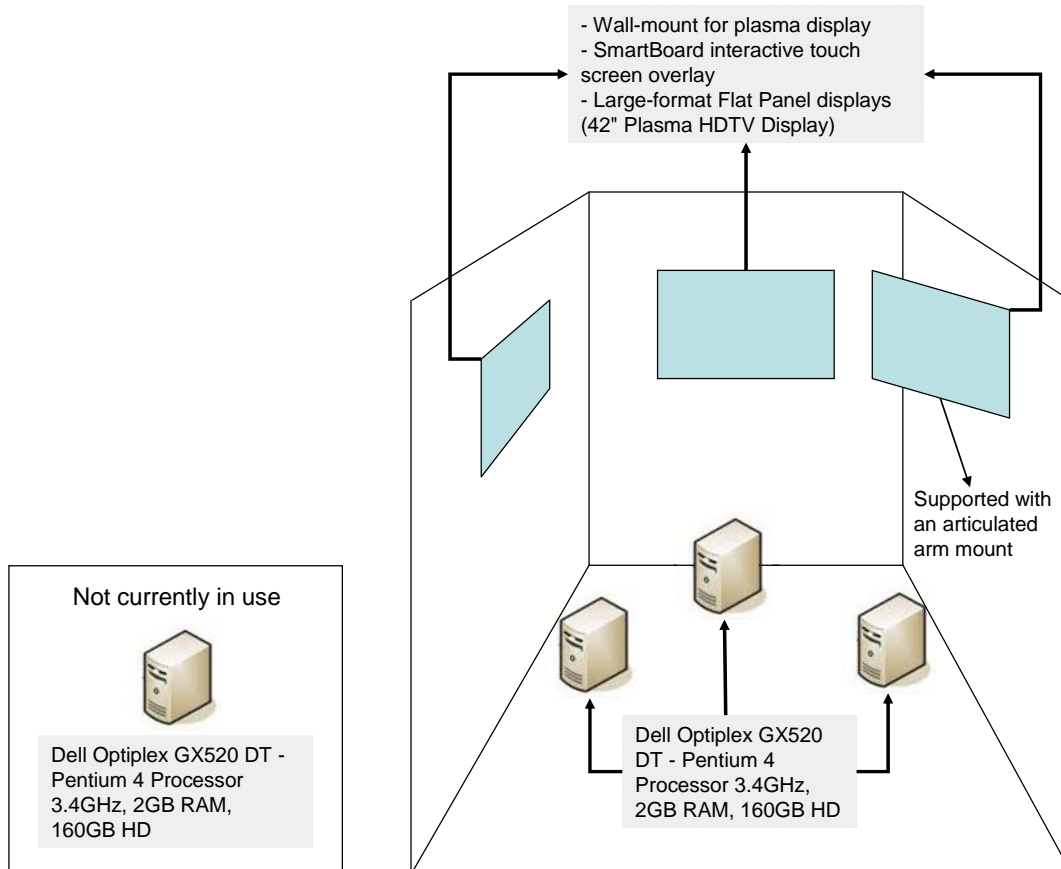 - Wall-mount for plasma display
- SmartBoard interactive touch
screen overlay
- Large-format Flat Panel displays
(42" Plasma HDTV Display)
Supported with
an articulated
arm mount
Not currently in use
Dell Optiplex GX520 DT -
Pentium 4 Processor
3.4GHz, 2GB RAM,
160GB HD
Dell Optiplex GX520
DT - Pentium 4
Processor 3.4GHz,
2GB RAM, 160GB HD